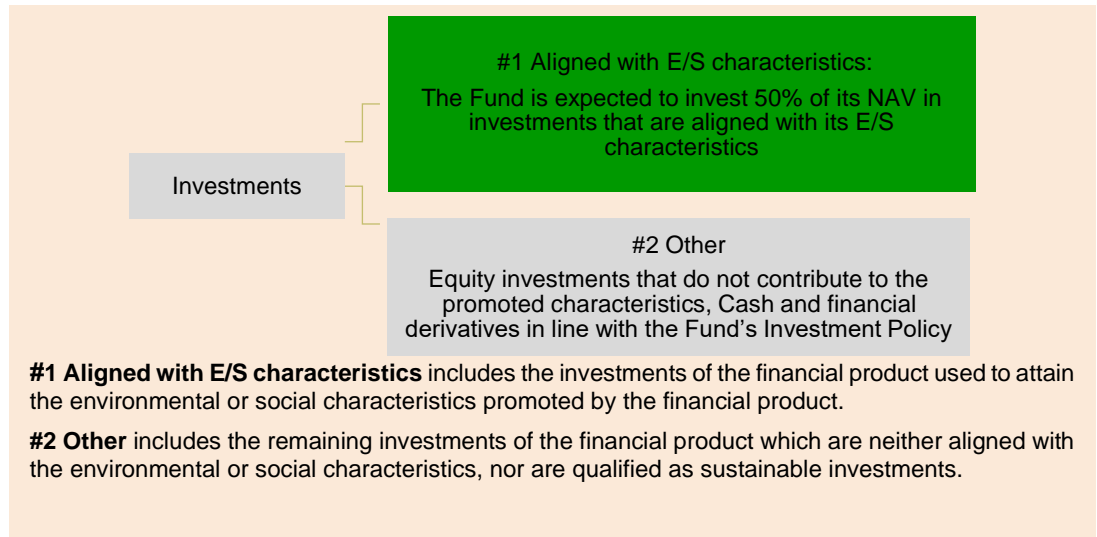 #1 Aligned with E/S characteristics:
The Fund is expected to invest 50% of its NAV in
investments that are aligned with its E/S
characteristics
Investments
#2 Other
Equity investments that do not contribute to the
promoted characteristics, Cash and financial
derivatives in line with the Fund’s Investment Policy
#1 Aligned with E/S characteristics includes the investments of the financial product used to attain
the environmental or social characteristics promoted by the financial product.
#2 Other includes the remaining investments of the financial product which are neither aligned with
the environmental or social characteristics, nor are qualified as sustainable investments.